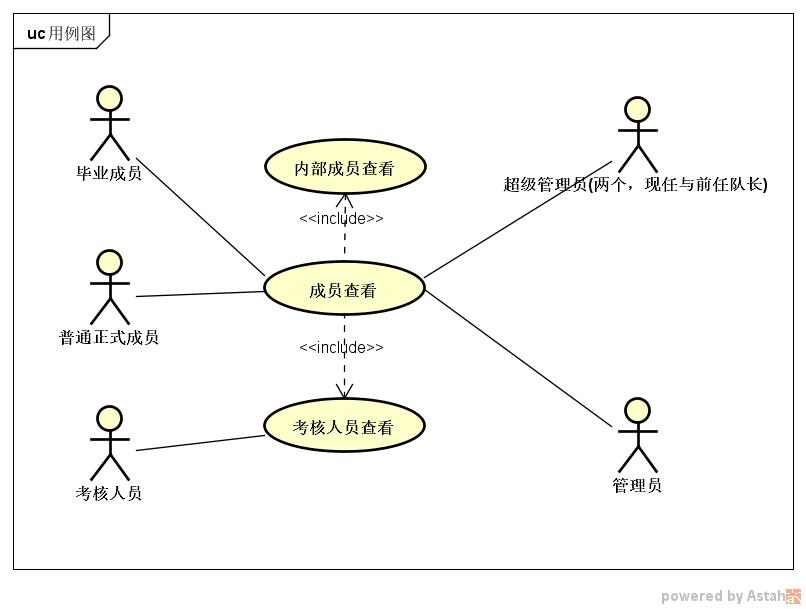 uc 用例图
毕业成员
内部成员查看
超级管理员(两个，现任与前任队长)
<<include>>
成员查看
普通正式成员
<<include>>
考核人员查看
考核人员
管理员
powered by Astah